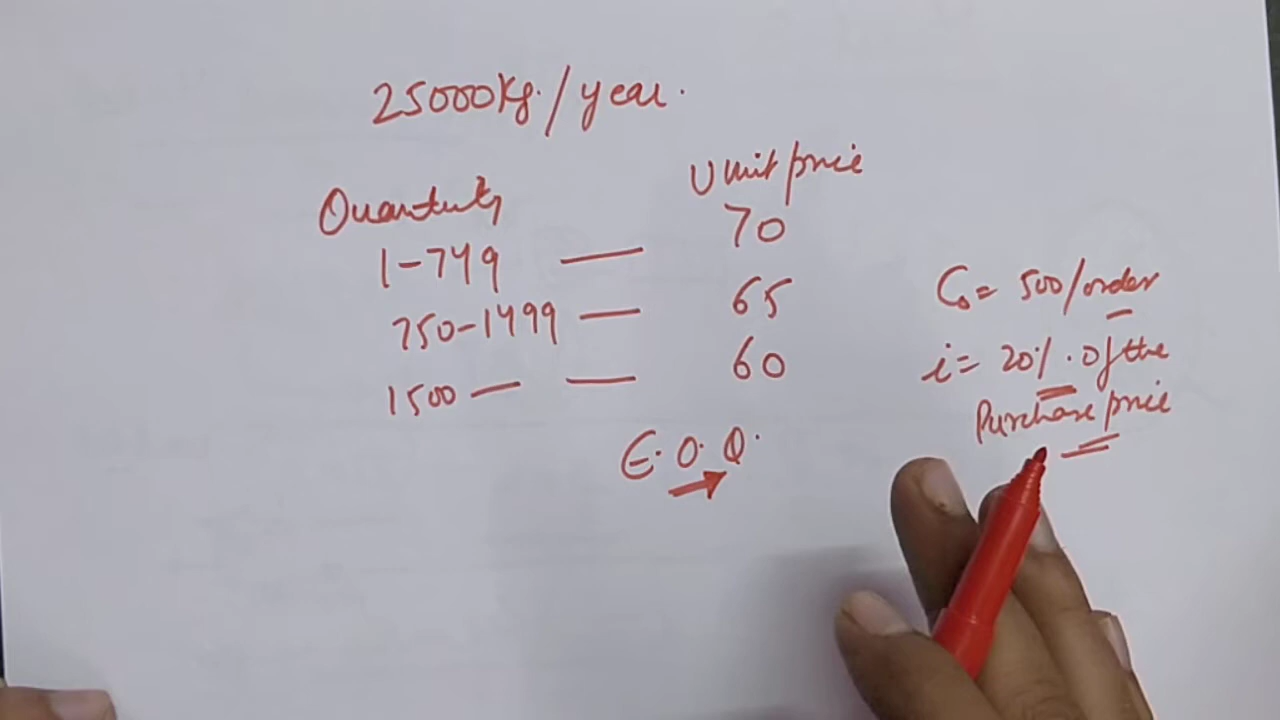 25000Kg./year.
Quantity Unit price
1-749 — 70
750-1499 — 65
1500 — — 60
E.O.Q.
Co = 500/order
i = 20% of the
Purchase price